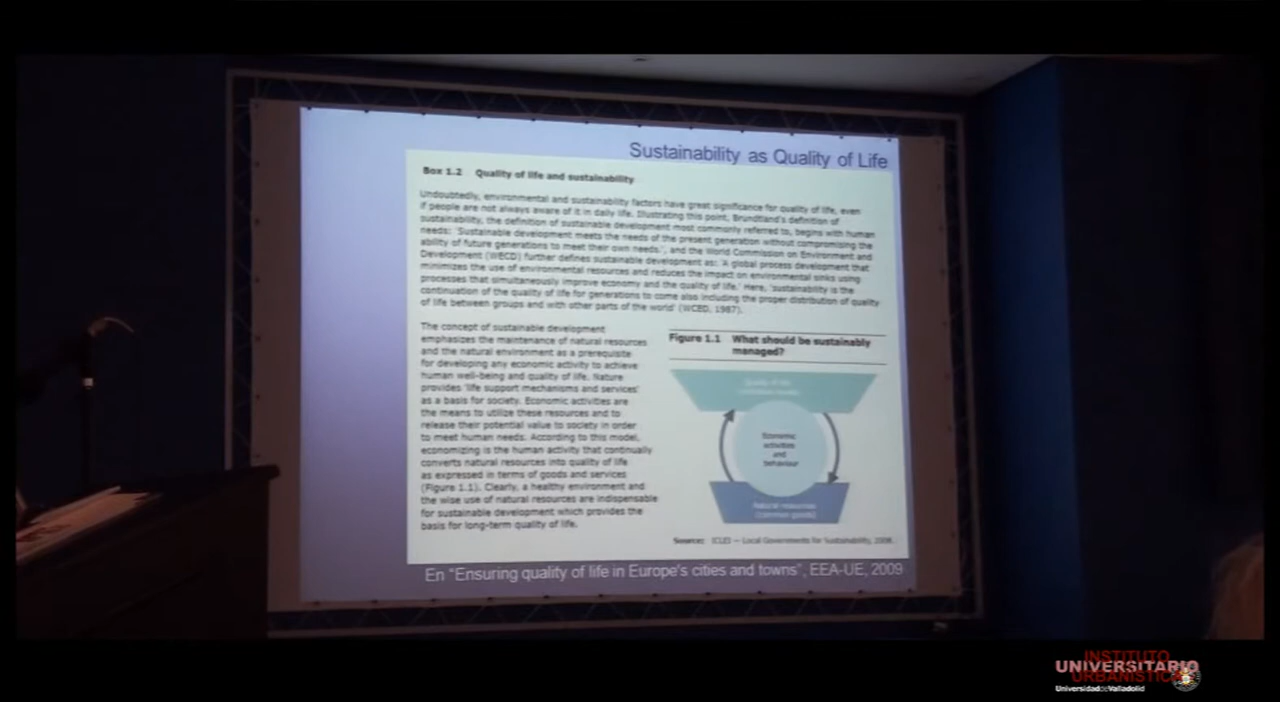 Sustainability as Quality of Life
Box 1.2 Quality of life and sustainability
Undoubtedly, environmental and sustainability factors have great significance for quality of life, even
if people are not always aware of it in daily life. Illustrating this point, Brundtland's definition of
sustainability, the definition of sustainable development most commonly referred to, begins with human
needs: 'Sustainable development meets the needs of the present generation without compromising the
ability of future generations to meet their own needs.', and the World Commission on Environment and
Development (WECD) further defines sustainable development as: 'A global process development that
minimizes the use of environmental resources and reduces the impact on environmental sinks using
processes that simultaneously improve economy and the quality of life.' Here, 'sustainability is the
continuation of the quality of life for generations to come also including the proper distribution of quality
of life between groups and with other parts of the world' (WCED, 1987).
The concept of sustainable development
emphasizes the maintenance of natural resources
and the natural environment as a prerequisite
for developing any economic activity to achieve
human well-being and quality of life. Nature
provides 'life support mechanisms and services'
as a basis for society. Economic activities are
the means to utilize these resources and to
release their potential value to society in order
to meet human needs. According to this model,
economizing is the human activity that continually
converts natural resources into quality of life
as expressed in terms of goods and services
(Figure 1.1). Clearly, a healthy environment and
the wise use of natural resources are indispensable
for sustainable development which provides the
basis for long-term quality of life.
Figure 1.1 What should be sustainably
managed?
Quality of life
Economic
activities
and
behaviour
Natural resources
(common goods)
Source: ICLEI — Local Governments for Sustainability, 2008.
En "Ensuring quality of life in Europe's cities and towns", EEA-UE, 2009
INSTITUTO
UNIVERSITARIO
URBANÍSTICA
Universidad de Valladolid